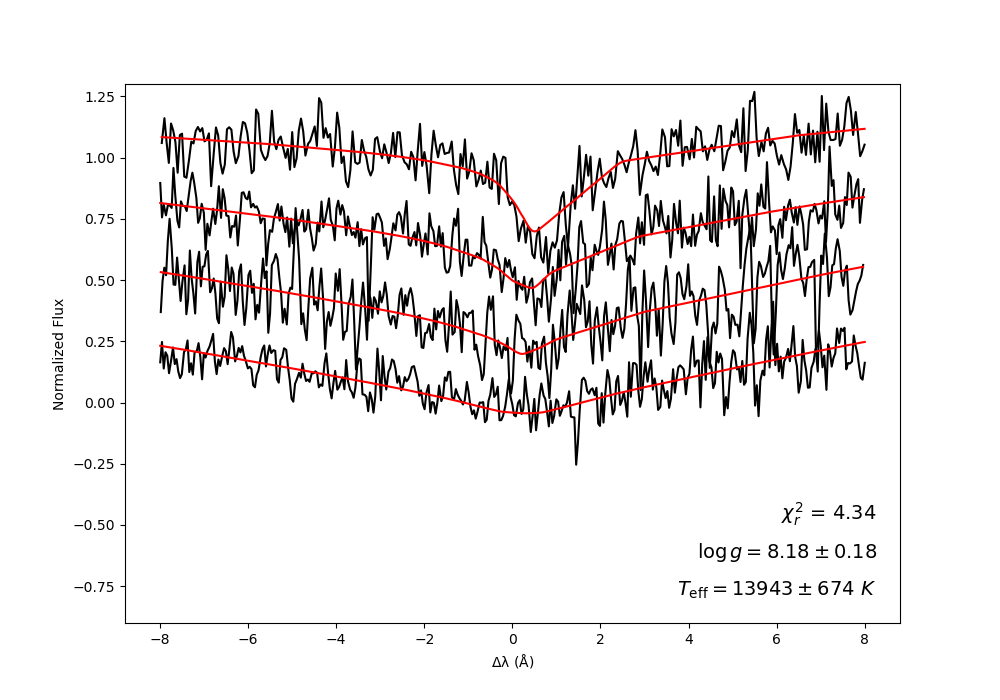 1.25
1.00
0.75
0.50
0.25
0.00
−0.25
−0.50
−0.75
Normalized Flux
χ_r^2 = 4.34
log g = 8.18 ± 0.18
T_eff = 13943 ± 674 K
−8 −6 −4 −2 0 2 4 6 8
Δλ (Å)